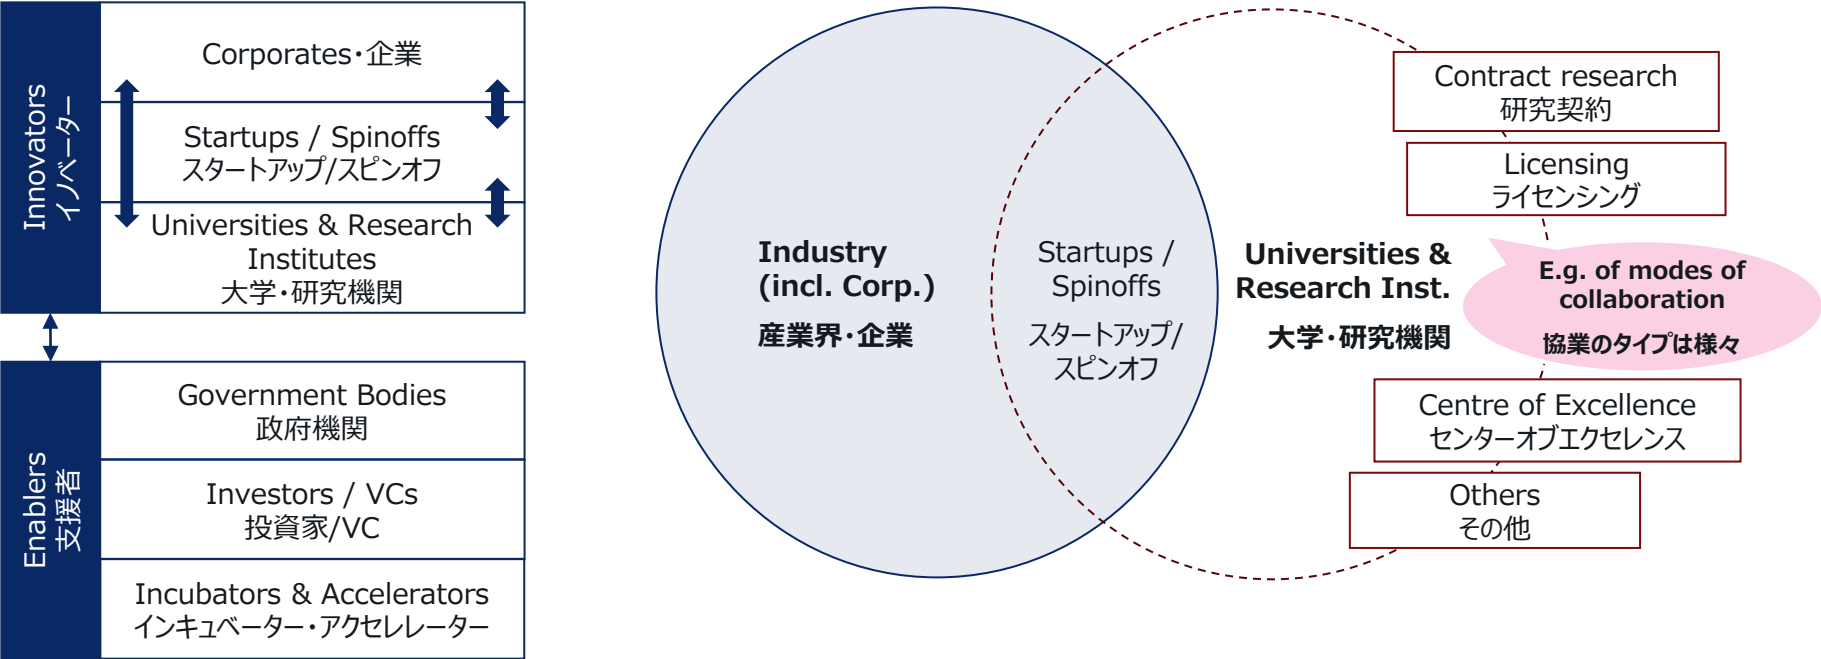 Innovators
イノベーター
Corporates・企業
Startups / Spinoffs
スタートアップ/スピンオフ
Universities & Research
Institutes
大学・研究機関
Enablers
支援者
Government Bodies
政府機関
Investors / VCs
投資家/VC
Incubators & Accelerators
インキュベーター・アクセレレーター
Industry
(incl. Corp.)
産業界・企業
Startups /
Spinoffs
スタートアップ/
スピンオフ
Universities &
Research Inst.
大学・研究機関
Contract research
研究契約
Licensing
ライセンシング
E.g. of modes of
collaboration
協業のタイプは様々
Centre of Excellence
センターオブエクセレンス
Others
その他